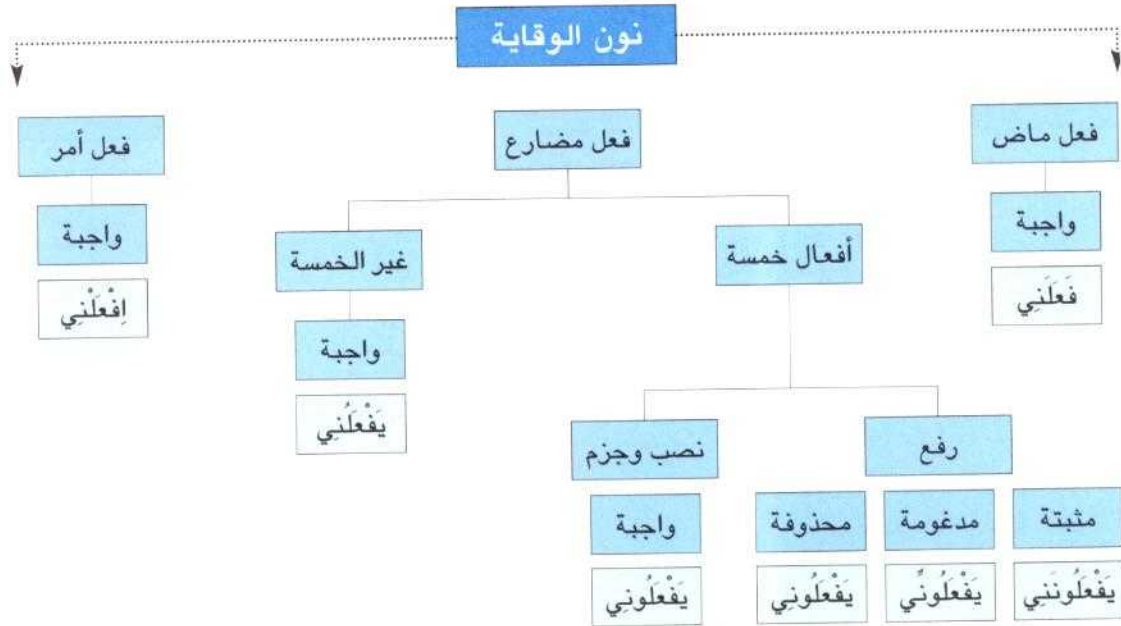 نون الوقاية
فعل ماض
فعل مضارع
فعل أمر
واجبة
أفعال خمسة
غير الخمسة
واجبة
فَعَلَنِي
واجبة
اِفْعَلْنِي
يَفْعَلُنِي
رفع
نصب وجزم
مثبتة
مدغومة
محذوفة
واجبة
يَفْعَلُونَنِي
يَفْعَلُونِّي
يَفْعَلُونِي
يَفْعَلُونِي